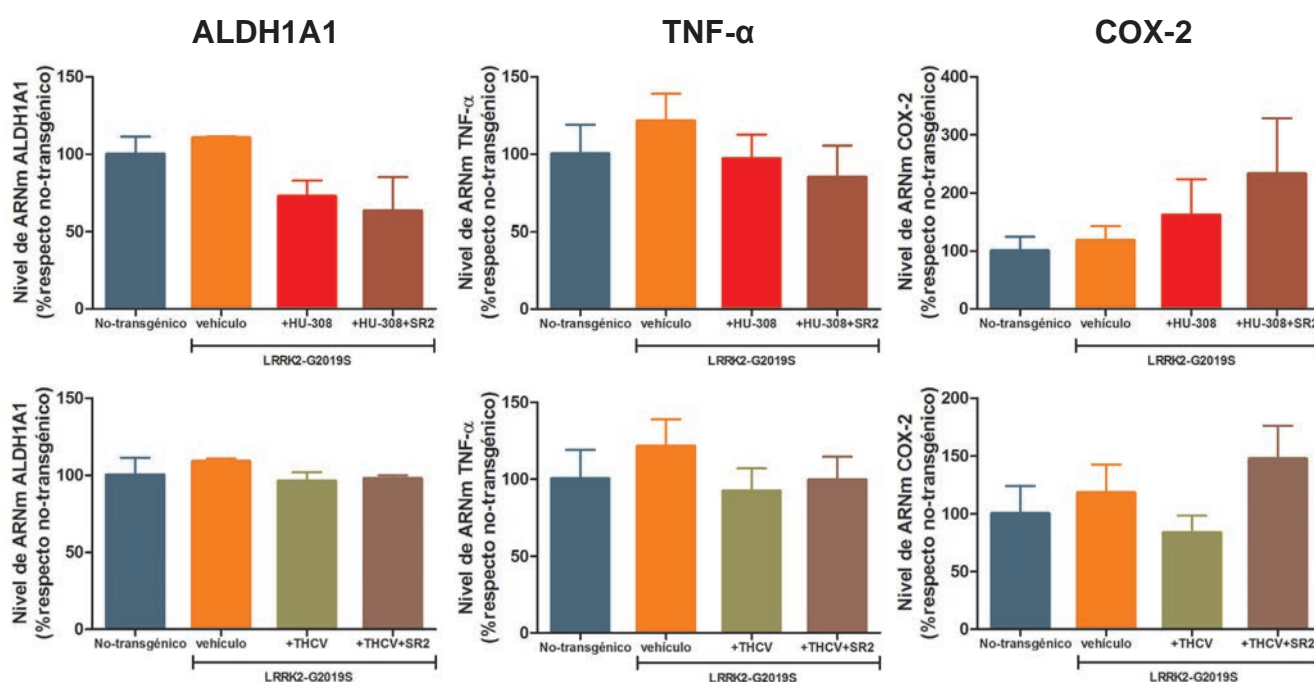 ALDH1A1
TNF-α
COX-2
Nivel de ARNm ALDH1A1
(%respecto no-transgénico)
150
100
50
0
No-transgénico
vehículo
+HU-308
+HU-308+SR2
LRRK2-G2019S
Nivel de ARNm TNF-α
(%respecto no-transgénico)
150
100
50
0
No-transgénico
vehículo
+HU-308
+HU-308+SR2
LRRK2-G2019S
Nivel de ARNm COX-2
(%respecto no-transgénico)
400
300
200
100
0
No-transgénico
vehículo
+HU-308
+HU-308+SR2
LRRK2-G2019S
Nivel de ARNm ALDH1A1
(%respecto no-transgénico)
150
100
50
0
No-transgénico
vehículo
+THCV
+THCV+SR2
LRRK2-G2019S
Nivel de ARNm TNF-α
(%respecto no-transgénico)
150
100
50
0
No-transgénico
vehículo
+THCV
+THCV+SR2
LRRK2-G2019S
Nivel de ARNm COX-2
(%respecto no-transgénico)
200
150
100
50
0
No-transgénico
vehículo
+THCV
+THCV+SR2
LRRK2-G2019S